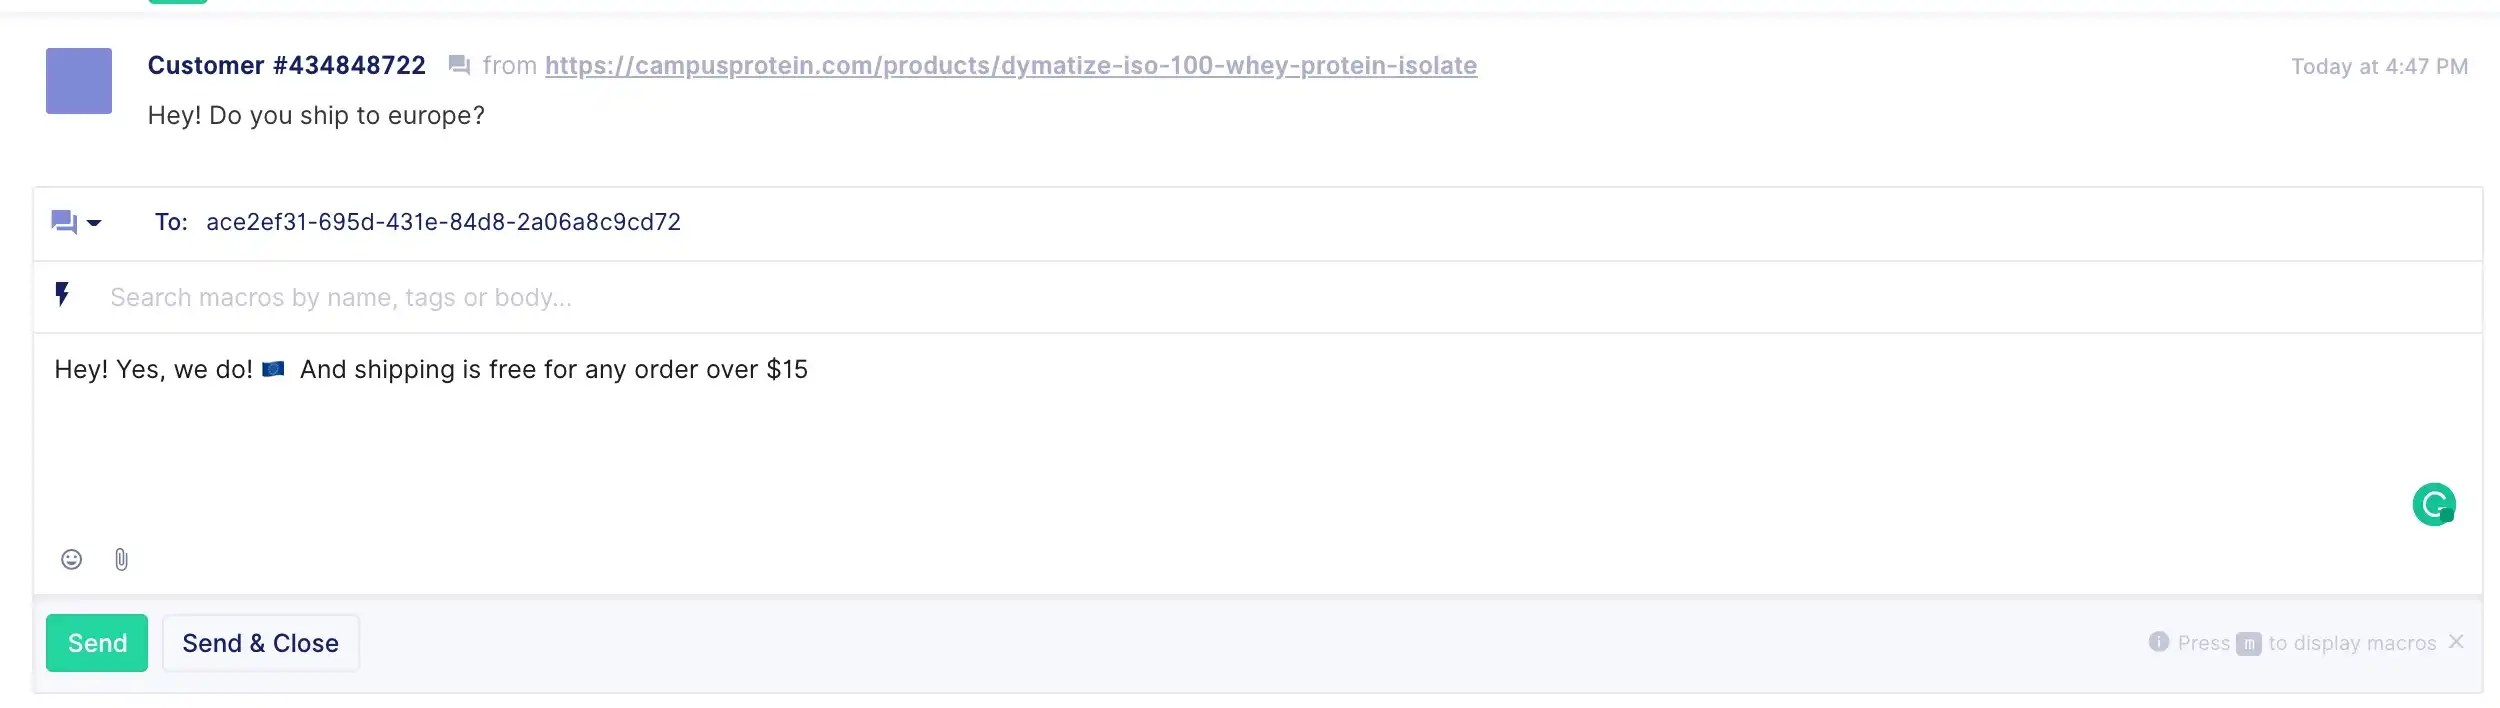 Customer #434848722 from https://campusprotein.com/products/dymatize-iso-100-whey-protein-isolate Today at 4:47 PM
Hey! Do you ship to europe?
To: ace2ef31-695d-431e-84d8-2a06a8c9cd72
Search macros by name, tags or body...
Hey! Yes, we do! 🇪🇺 And shipping is free for any order over $15
Send Send & Close Press m to display macros